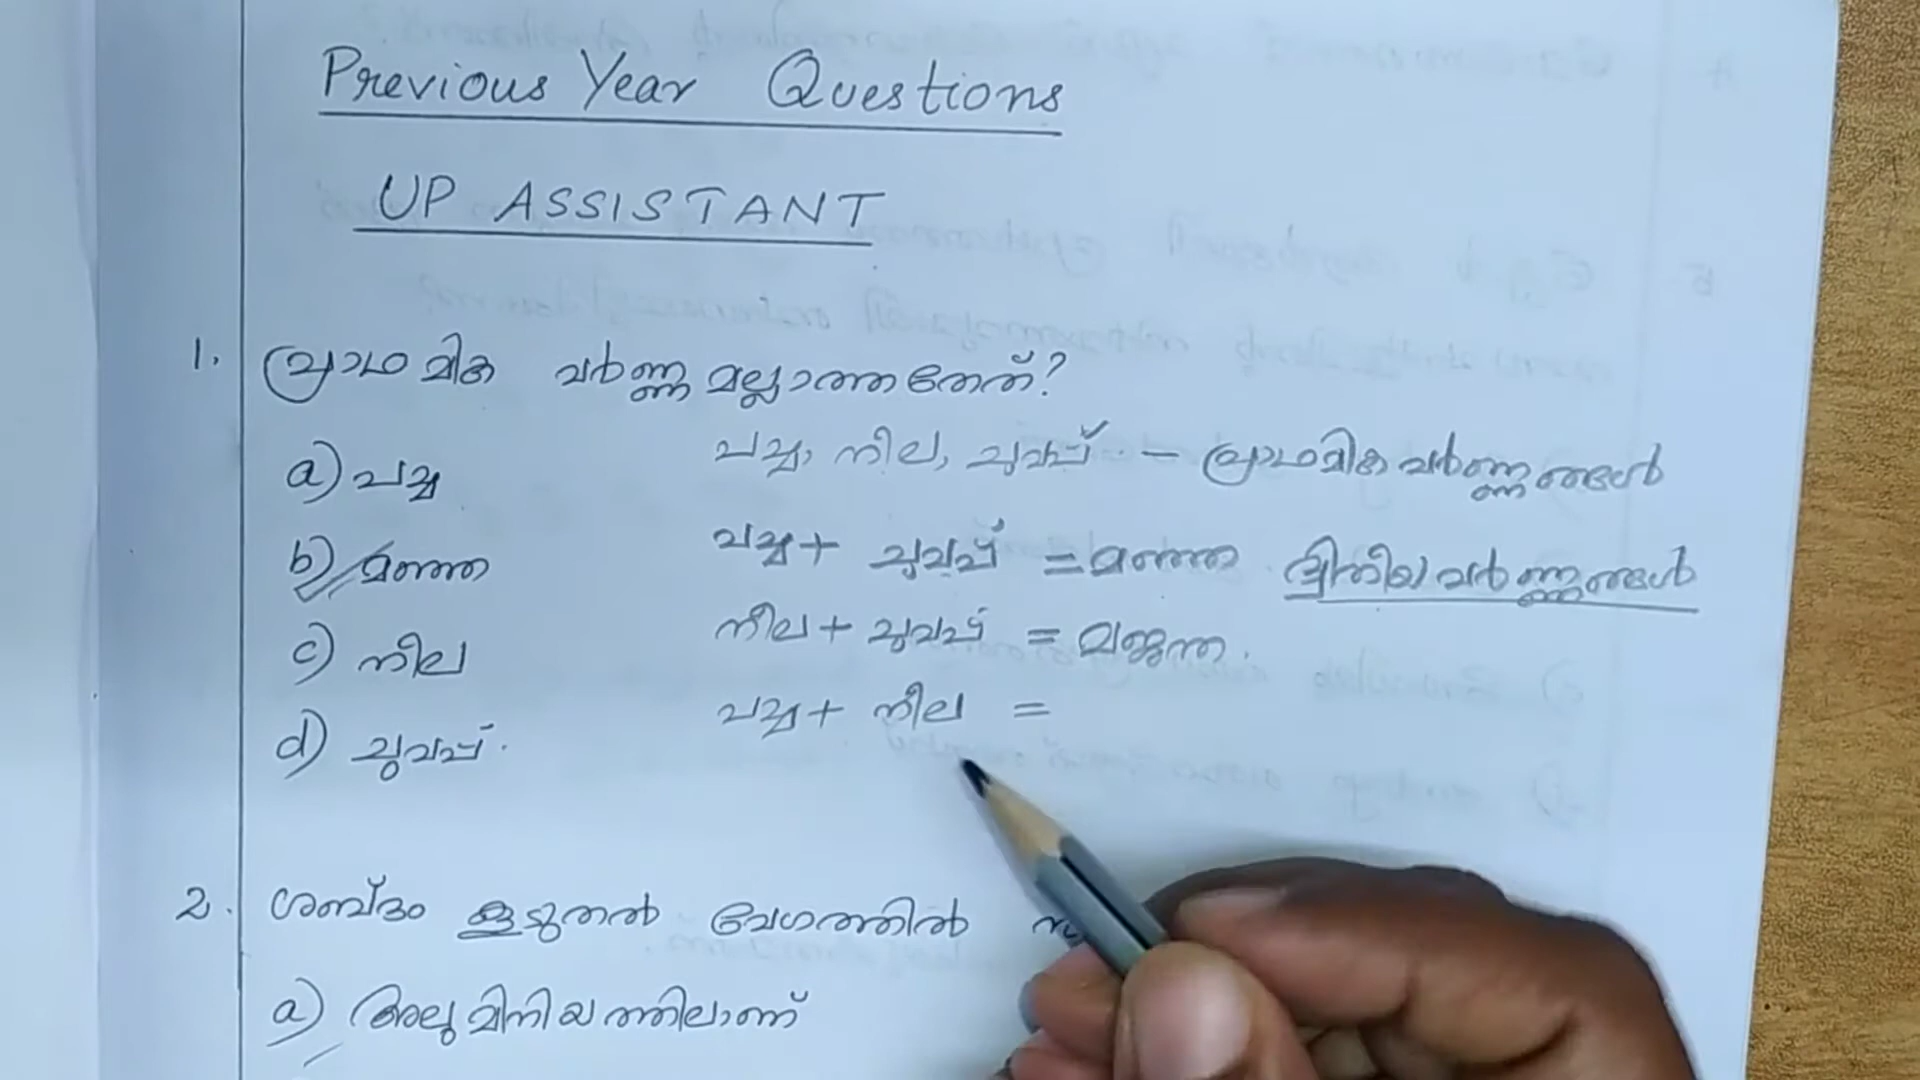 Previous Year Questions
UP ASSISTANT
1. പ്രാഥമിക വർണ്ണമല്ലാത്തതേത്?
a) പച്ച
b) മഞ്ഞ
c) നീല
d) ചുവപ്പ്.
പച്ച, നീല, ചുവപ്പ് - പ്രാഥമിക വർണ്ണങ്ങൾ
പച്ച + ചുവപ്പ് = മഞ്ഞ ദ്വിതീയ വർണ്ണങ്ങൾ
നീല + ചുവപ്പ് = മജന്ത.
പച്ച + നീല =
2. ശബ്ദം കൂടുതൽ വേഗത്തിൽ
a) അലുമിനിയത്തിലാണ്